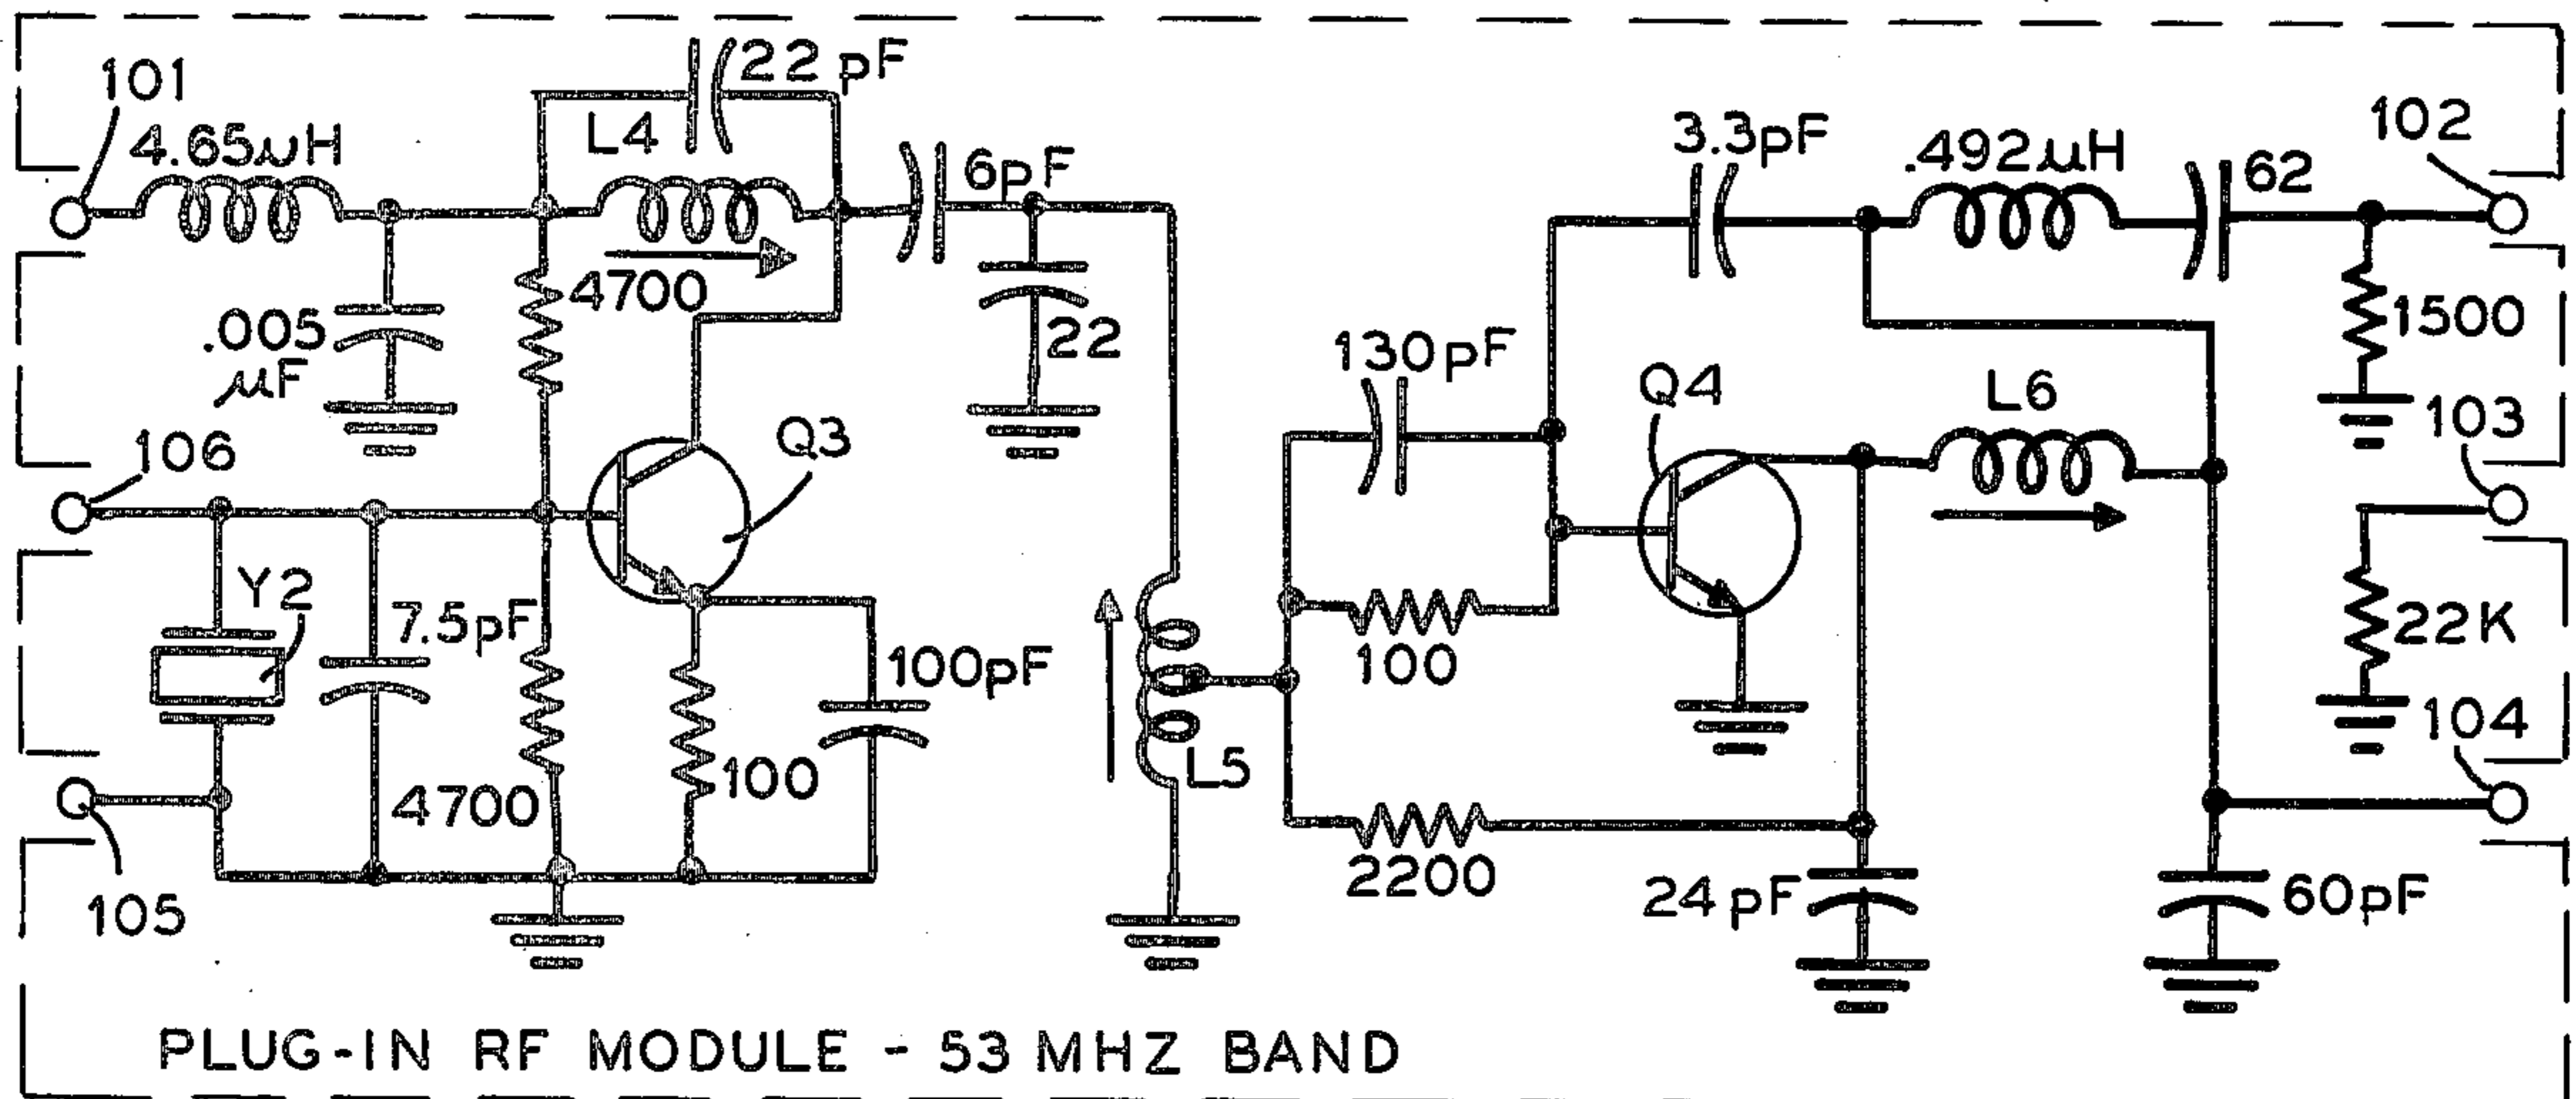 101
4.65μH
22 pF
L4
6pF
4700
.005
μF
22
106
Q3
Y2
7.5pF
4700
100
100pF
105
L5
3.3pF
.492μH
62
102
1500
130pF
Q4
L6
103
100
22K
104
2200
24 pF
60pF
PLUG-IN RF MODULE - 53 MHZ BAND